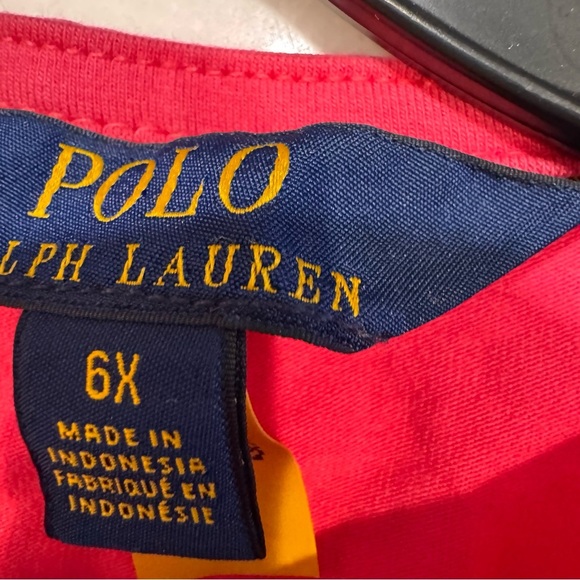 POLO
LPH LAUREN
6X
MADE IN
INDONESIA
FABRIQUÉ EN
INDONÉSIE